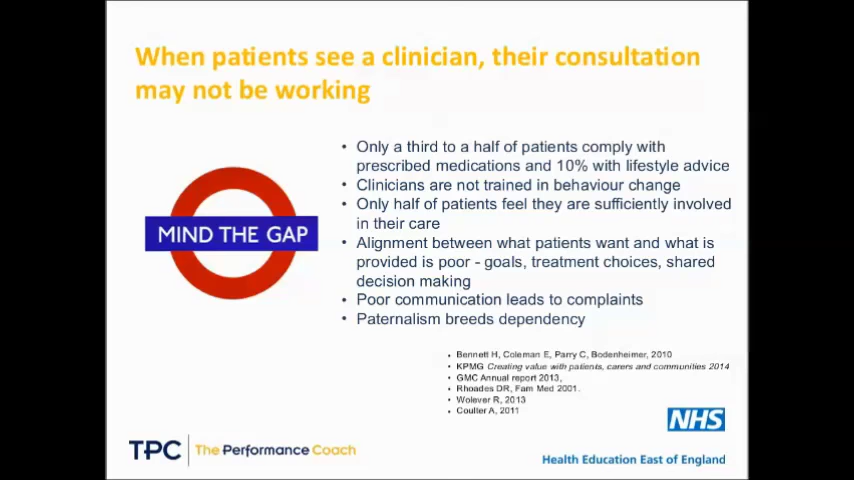 When patients see a clinician, their consultation
may not be working
MIND THE GAP
• Only a third to a half of patients comply with
prescribed medications and 10% with lifestyle advice
• Clinicians are not trained in behaviour change
• Only half of patients feel they are sufficiently involved
in their care
• Alignment between what patients want and what is
provided is poor - goals, treatment choices, shared
decision making
• Poor communication leads to complaints
• Paternalism breeds dependency
• Bennett H, Coleman E, Parry C, Bodenheimer, 2010
• KPMG Creating value with patients, carers and communities 2014
• GMC Annual report 2013,
• Rhoades DR, Fam Med 2001.
• Wolever R, 2013
• Coulter A, 2011
NHS
Health Education East of England
TPC The Performance Coach